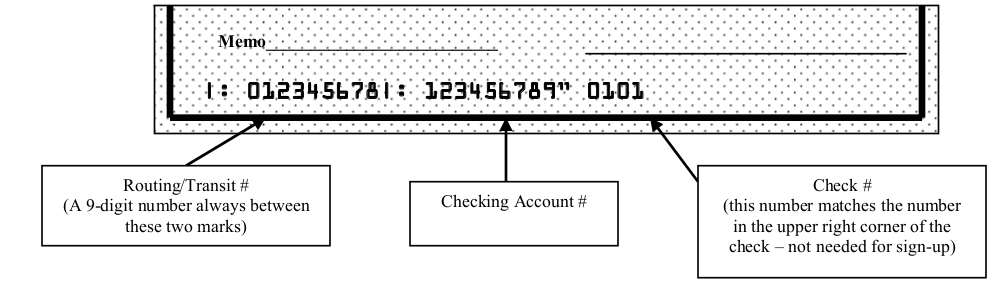 Memo
|: 012345678|: 123456789" 0101
Routing/Transit #
(A 9-digit number always between
these two marks)
Checking Account #
Check #
(this number matches the number
in the upper right corner of the
check – not needed for sign-up)